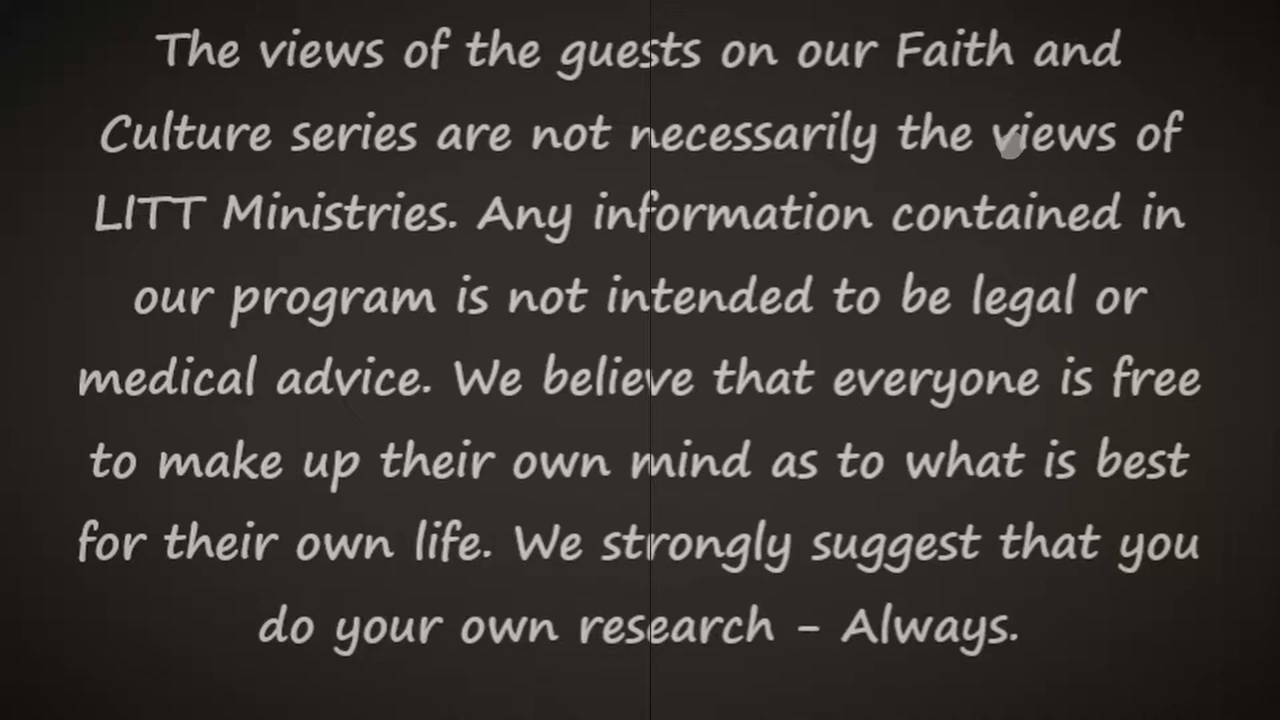 The views of the guests on our Faith and
Culture series are not necessarily the views of
LITT Ministries. Any information contained in
our program is not intended to be legal or
medical advice. We believe that everyone is free
to make up their own mind as to what is best
for their own life. We strongly suggest that you
do your own research - Always.